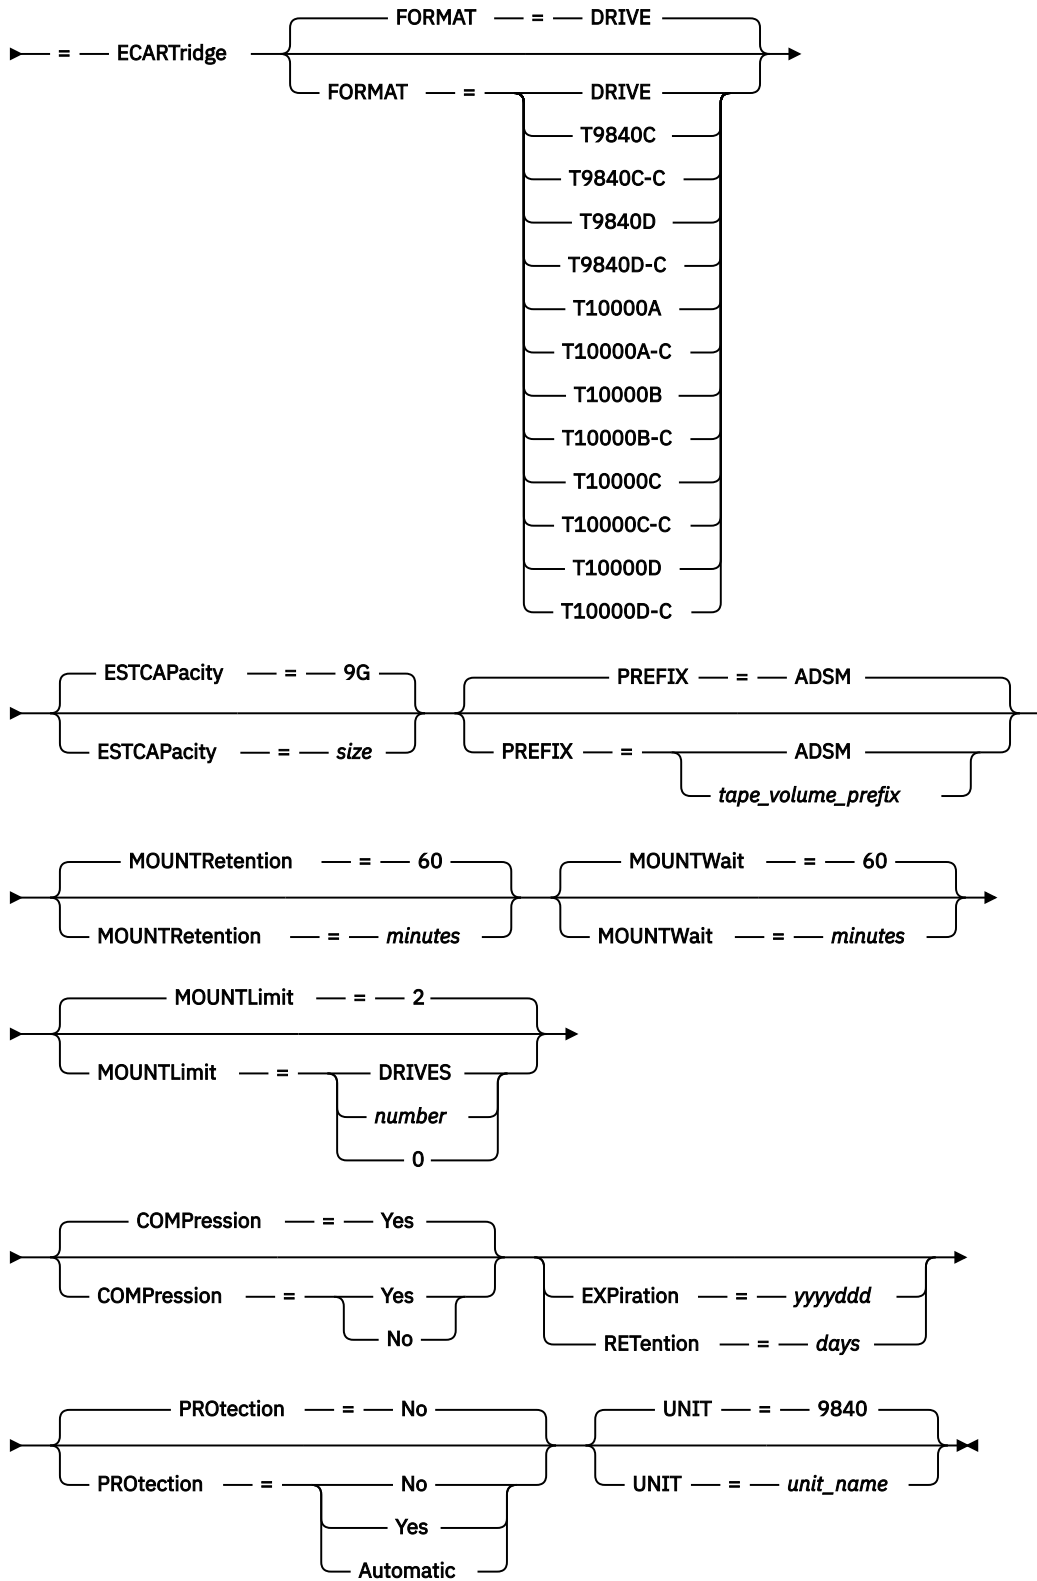 FORMAT = DRIVE
= ECARTridge
FORMAT = DRIVE
T9840C
T9840C-C
T9840D
T9840D-C
T10000A
T10000A-C
T10000B
T10000B-C
T10000C
T10000C-C
T10000D
T10000D-C
ESTCAPacity = 9G
PREFIX = ADSM
ESTCAPacity = size
PREFIX = ADSM
tape_volume_prefix
MOUNTRetention = 60
MOUNTWait = 60
MOUNTRetention = minutes
MOUNTWait = minutes
MOUNTLimit = 2
MOUNTLimit = DRIVES
number
0
COMPression = Yes
COMPression = Yes
No
EXPiration = yyyyddd
RETention = days
PROtection = No
UNIT = 9840
PROtection = No
UNIT = unit_name
Yes
Automatic